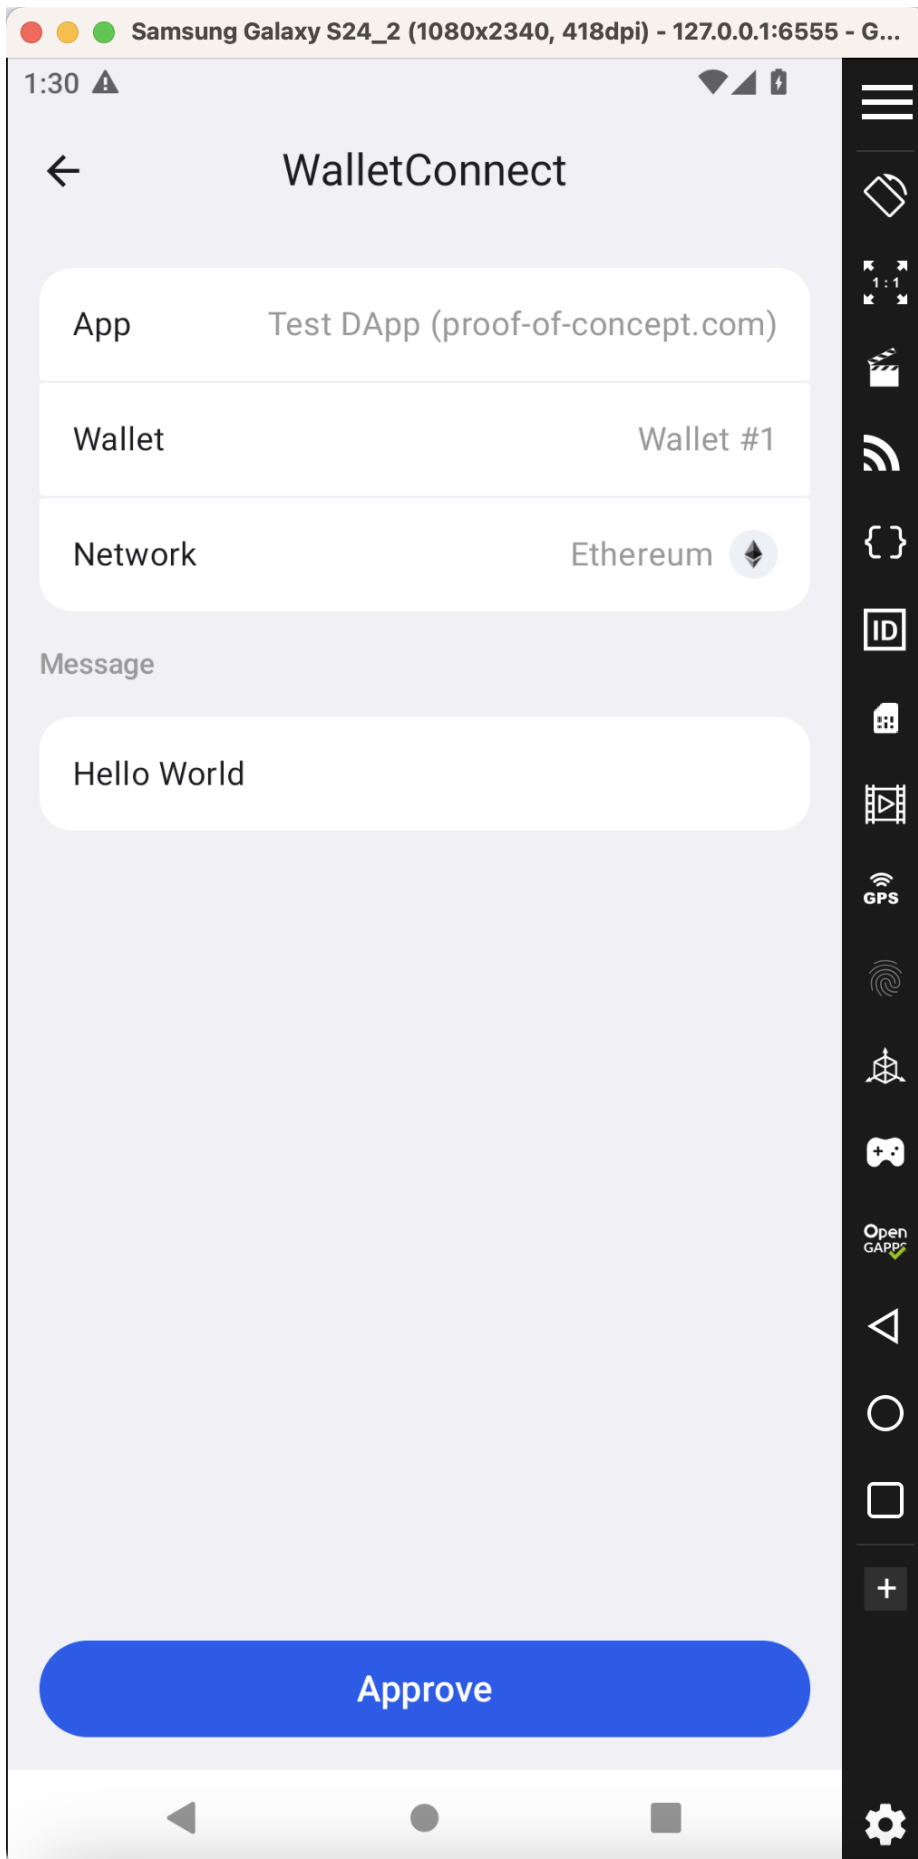 Samsung Galaxy S24_2 (1080x2340, 418dpi) - 127.0.0.1:6555 - G...
1:30
WalletConnect
App Test DApp (proof-of-concept.com)
Wallet Wallet #1
Network Ethereum
Message
Hello World
Approve
1:1
{ }
ID
GPS
Open
GAPPS
+